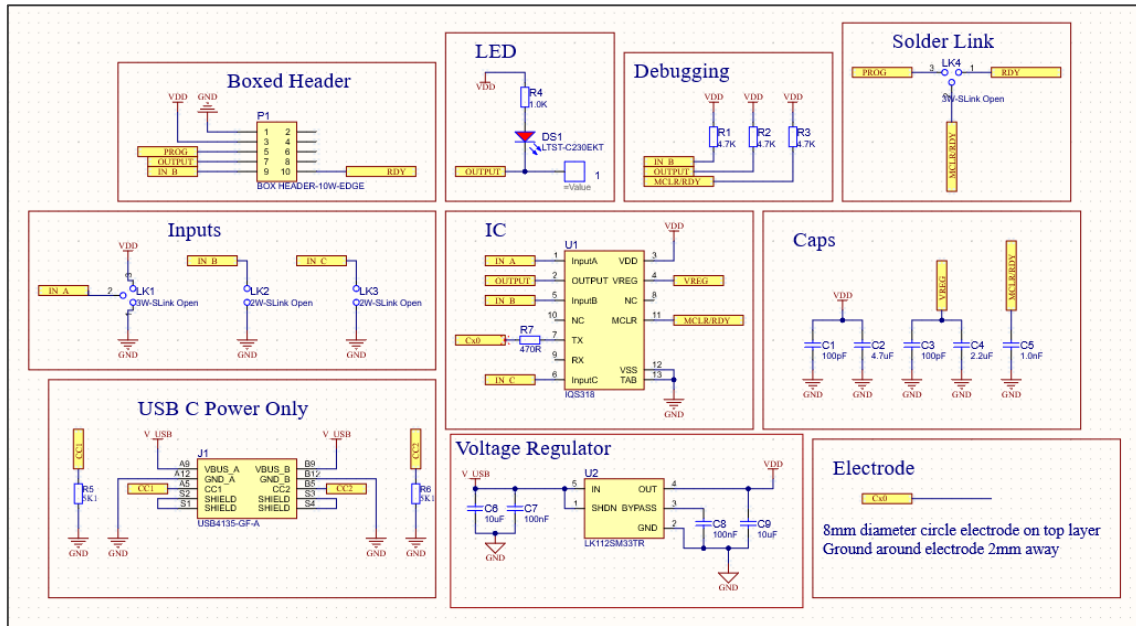 Boxed Header
VDD
GND
P1
1 2
3 4
5 6
7 8
9 10
PROG
OUTPUT
IN_B
RDY
BOX HEADER-10W-EDGE
LED
VDD
R4
1.0K
DS1
LTST-C230EKT
OUTPUT
1
=Value
Debugging
VDD VDD VDD
R1
4.7K
R2
4.7K
R3
4.7K
IN_B
OUTPUT
MCLR/RDY
Solder Link
LK4
PROG
3
1
RDY
2
3W-SLink Open
MCLR/RDY
Inputs
VDD
IN_A
2
3
1
LK1
3W-SLink Open
GND
IN_B
LK2
2W-SLink Open
GND
IN_C
LK3
2W-SLink Open
GND
IC
U1
VDD
IN_A 1 InputA
OUTPUT 2 OUTPUT
IN_B 5 InputB
10 NC
Cx0 R7 470R 7 TX
9 RX
IN_C 6 InputC
VDD 3
VREG 4 VREG
NC 8
MCLR 11 MCLR/RDY
VSS 12
TAB 13
GND
IQS318
Caps
VDD
VREG
MCLR/RDY
C1
100pF
C2
4.7uF
C3
100pF
C4
2.2uF
C5
1.0nF
GND GND GND GND GND
USB C Power Only
CC1
R5
5K1
GND
V_USB
V_USB
J1
A9 VBUS_A VBUS_B B9
A12 GND_A GND_B B12
CC1 A5 CC1 CC2 B5 CC2
S2 SHIELD SHIELD S3
S1 SHIELD SHIELD S4
USB4135-GF-A
GND
GND
CC2
R6
5K1
GND
Voltage Regulator
V_USB
VDD
U2
5 IN OUT 4
1 SHDN BYPASS 3
GND 2
LK112SM33TR
C6
10uF
C7
100nF
C8
100nF
C9
10uF
GND
GND
Electrode
Cx0
8mm diameter circle electrode on top layer
Ground around electrode 2mm away